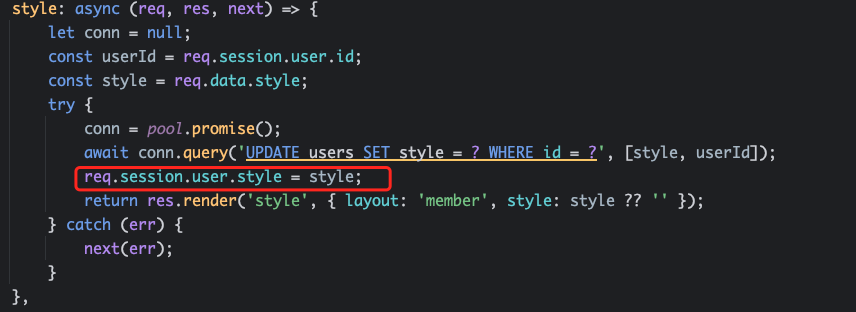 style: async (req, res, next) => {
let conn = null;
const userId = req.session.user.id;
const style = req.data.style;
try {
conn = pool.promise();
await conn.query('UPDATE users SET style = ? WHERE id = ?', [style, userId]);
req.session.user.style = style;
return res.render('style', { layout: 'member', style: style ?? '' });
} catch (err) {
next(err);
}
},